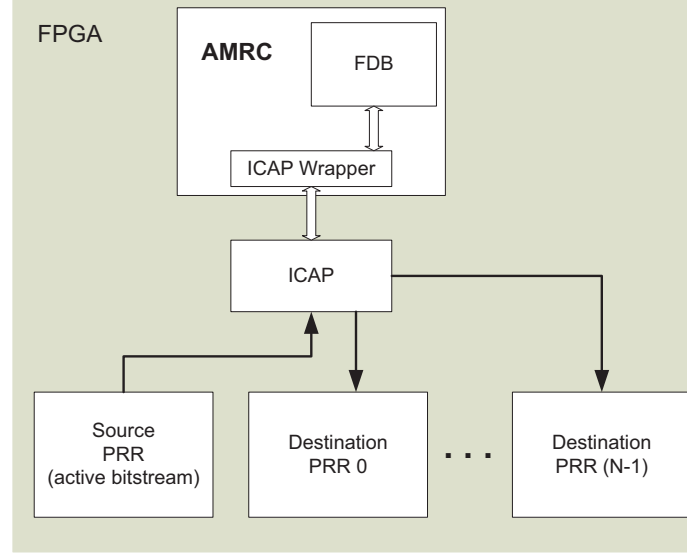 FPGA
AMRC
FDB
ICAP Wrapper
ICAP
Source
PRR
(active bitstream)
Destination
PRR 0
. . .
Destination
PRR (N-1)